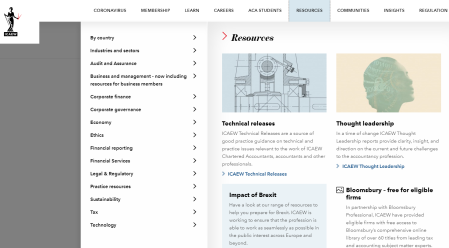 ICAEW
CORONAVIRUS MEMBERSHIP LEARN CAREERS ACA STUDENTS RESOURCES COMMUNITIES INSIGHTS REGULATION
By country
Industries and sectors
Audit and Assurance
Business and management - now including
resources for business members
Corporate finance
Corporate governance
Economy
Ethics
Financial reporting
Financial Services
Legal & Regulatory
Practice resources
Sustainability
Tax
Technology
Resources
Technical releases
ICAEW Technical Releases are a source of
good practice guidance on technical and
practice issues relevant to the work of ICAEW
Chartered Accountants, accountants and other
professionals.
ICAEW Technical Releases
Thought leadership
In a time of change ICAEW Thought
Leadership reports provide clarity, insight, and
direction on the current and future challenges
to the accountancy profession.
ICAEW Thought Leadership
Impact of Brexit
Have a look at our range of resources to
help you prepare for Brexit. ICAEW is
working to ensure that the profession is
able to work as seamlessly as possible in
the public interest across Europe and
beyond.
Bloomsbury - free for eligible
firms
In partnership with Bloomsbury
Professional, ICAEW have provided
eligible firms with free access to
Bloomsbury's comprehensive online
library of over 60 titles from leading tax
and accounting subject matter experts.